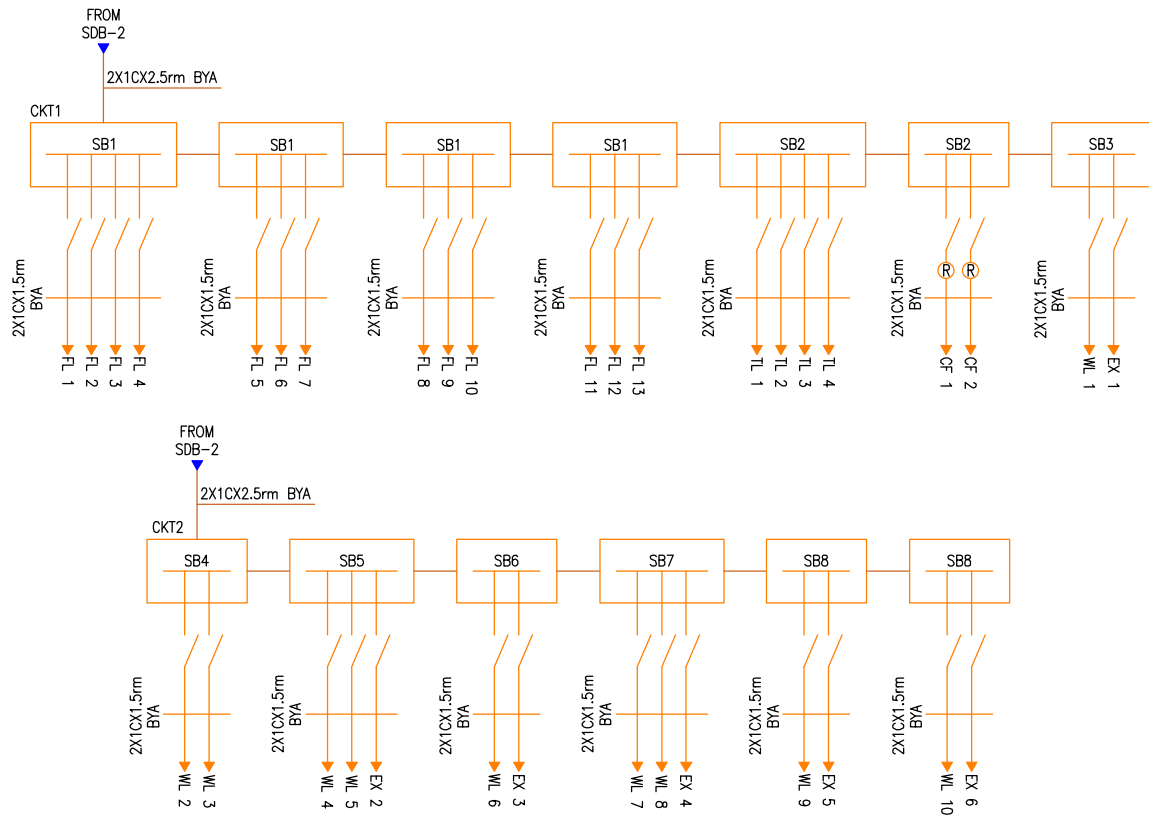 FROM
SDB-2
2X1CX2.5rm BYA
CKT1
SB1
SB1
SB1
SB1
SB2
SB2
SB3
R
R
2X1CX1.5rm
BYA
2X1CX1.5rm
BYA
2X1CX1.5rm
BYA
2X1CX1.5rm
BYA
2X1CX1.5rm
BYA
2X1CX1.5rm
BYA
2X1CX1.5rm
BYA
FL 1
FL 2
FL 3
FL 4
FL 5
FL 6
FL 7
FL 8
FL 9
FL 10
FL 11
FL 12
FL 13
TL 1
TL 2
TL 3
TL 4
CF 1
CF 2
WL 1
EX 1
FROM
SDB-2
2X1CX2.5rm BYA
CKT2
SB4
SB5
SB6
SB7
SB8
SB8
2X1CX1.5rm
BYA
2X1CX1.5rm
BYA
2X1CX1.5rm
BYA
2X1CX1.5rm
BYA
2X1CX1.5rm
BYA
2X1CX1.5rm
BYA
WL 2
WL 3
WL 4
WL 5
EX 2
WL 6
EX 3
WL 7
WL 8
EX 4
WL 9
EX 5
WL 10
EX 6